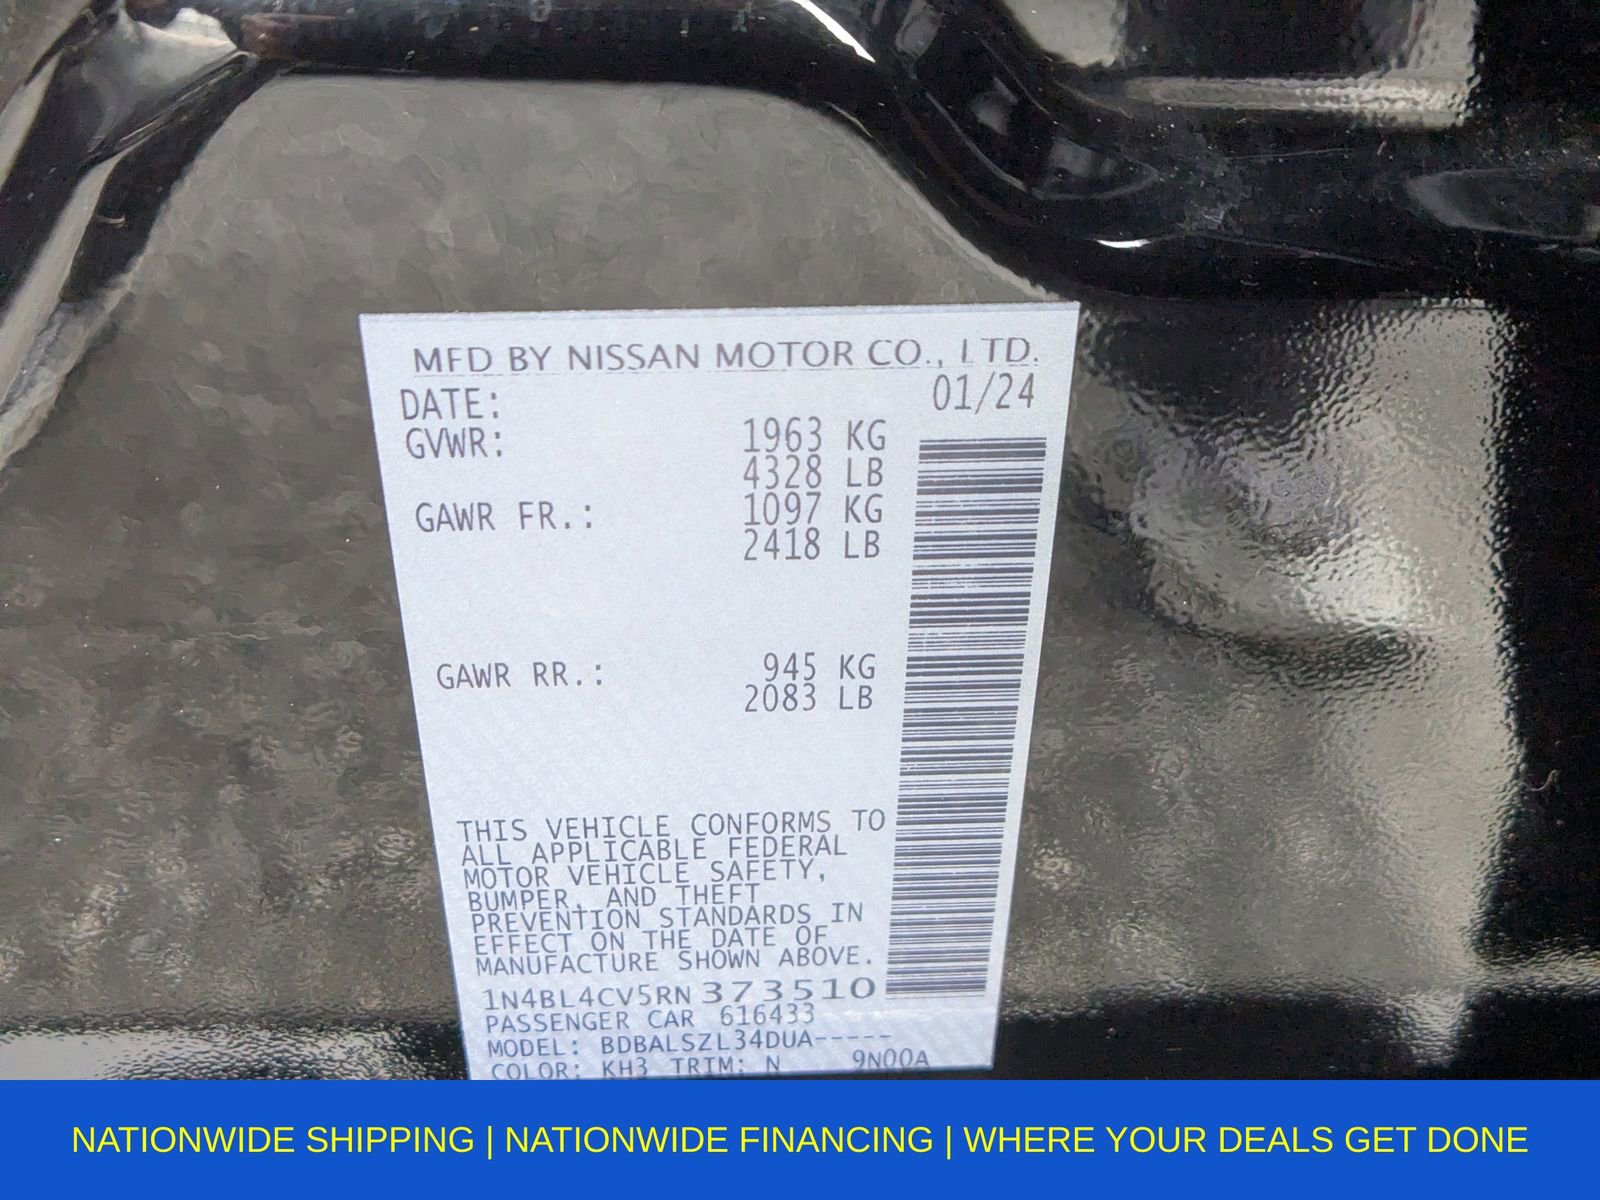 MFD BY NISSAN MOTOR CO., LTD.
DATE: 01/24
GVWR: 1963 KG
4328 LB
GAWR FR.: 1097 KG
2418 LB
GAWR RR.: 945 KG
2083 LB
THIS VEHICLE CONFORMS TO
ALL APPLICABLE FEDERAL
MOTOR VEHICLE SAFETY,
BUMPER, AND THEFT
PREVENTION STANDARDS IN
EFFECT ON THE DATE OF
MANUFACTURE SHOWN ABOVE.
1N4BL4CV5RN373510
PASSENGER CAR 616433
MODEL: BDBALSZL34DUA-----
COLOR: KH3 TRIM: N 9N00A
NATIONWIDE SHIPPING | NATIONWIDE FINANCING | WHERE YOUR DEALS GET DONE